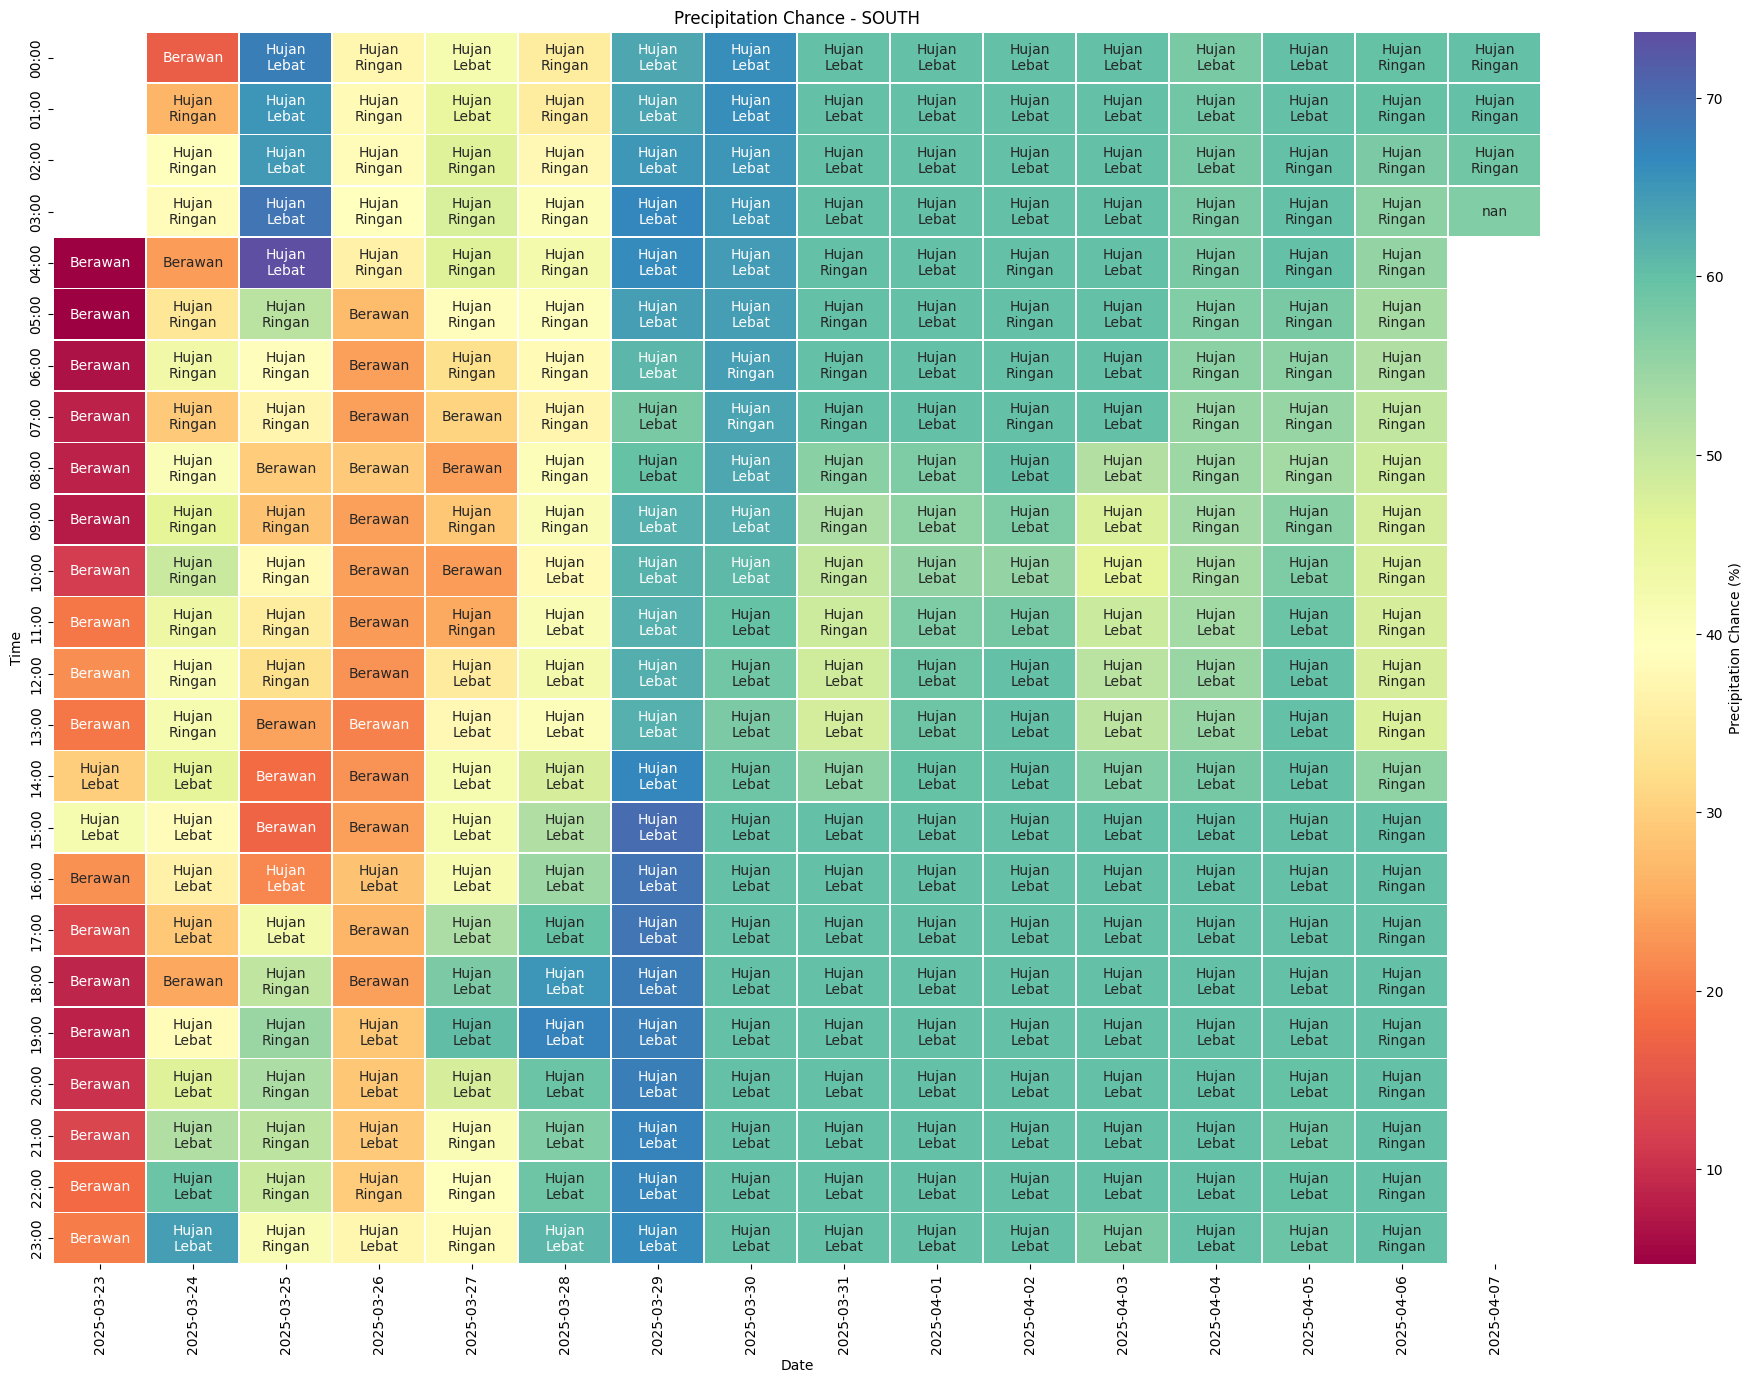 Precipitation Chance - SOUTH
00:00 Berawan Hujan Lebat Hujan Ringan Hujan Lebat Hujan Ringan Hujan Lebat Hujan Lebat Hujan Lebat Hujan Lebat Hujan Lebat Hujan Lebat Hujan Lebat Hujan Lebat Hujan Ringan Hujan Ringan
01:00 Hujan Ringan Hujan Lebat Hujan Ringan Hujan Lebat Hujan Ringan Hujan Lebat Hujan Lebat Hujan Lebat Hujan Lebat Hujan Lebat Hujan Lebat Hujan Lebat Hujan Lebat Hujan Ringan Hujan Ringan
02:00 Hujan Ringan Hujan Lebat Hujan Ringan Hujan Ringan Hujan Ringan Hujan Lebat Hujan Lebat Hujan Lebat Hujan Lebat Hujan Lebat Hujan Lebat Hujan Lebat Hujan Ringan Hujan Ringan Hujan Ringan
03:00 Hujan Ringan Hujan Lebat Hujan Ringan Hujan Ringan Hujan Ringan Hujan Lebat Hujan Lebat Hujan Lebat Hujan Lebat Hujan Lebat Hujan Lebat Hujan Ringan Hujan Ringan Hujan Ringan nan
04:00 Berawan Berawan Hujan Lebat Hujan Ringan Hujan Ringan Hujan Ringan Hujan Lebat Hujan Lebat Hujan Ringan Hujan Lebat Hujan Ringan Hujan Lebat Hujan Ringan Hujan Ringan Hujan Ringan
05:00 Berawan Hujan Ringan Hujan Ringan Berawan Hujan Ringan Hujan Ringan Hujan Lebat Hujan Lebat Hujan Ringan Hujan Lebat Hujan Ringan Hujan Lebat Hujan Ringan Hujan Ringan Hujan Ringan
06:00 Berawan Hujan Ringan Hujan Ringan Berawan Hujan Ringan Hujan Ringan Hujan Lebat Hujan Ringan Hujan Ringan Hujan Lebat Hujan Ringan Hujan Lebat Hujan Ringan Hujan Ringan Hujan Ringan
07:00 Berawan Hujan Ringan Hujan Ringan Berawan Berawan Hujan Ringan Hujan Lebat Hujan Ringan Hujan Ringan Hujan Lebat Hujan Ringan Hujan Lebat Hujan Ringan Hujan Ringan Hujan Ringan
08:00 Berawan Hujan Ringan Berawan Berawan Berawan Hujan Ringan Hujan Lebat Hujan Lebat Hujan Ringan Hujan Lebat Hujan Lebat Hujan Lebat Hujan Ringan Hujan Ringan Hujan Ringan
09:00 Berawan Hujan Ringan Hujan Ringan Berawan Hujan Ringan Hujan Ringan Hujan Lebat Hujan Lebat Hujan Ringan Hujan Lebat Hujan Lebat Hujan Lebat Hujan Ringan Hujan Ringan Hujan Ringan
10:00 Berawan Hujan Ringan Hujan Ringan Berawan Berawan Hujan Lebat Hujan Lebat Hujan Lebat Hujan Ringan Hujan Lebat Hujan Lebat Hujan Lebat Hujan Ringan Hujan Lebat Hujan Ringan
11:00 Berawan Hujan Ringan Hujan Ringan Berawan Hujan Ringan Hujan Lebat Hujan Lebat Hujan Lebat Hujan Ringan Hujan Lebat Hujan Lebat Hujan Lebat Hujan Lebat Hujan Lebat Hujan Ringan
12:00 Berawan Hujan Ringan Hujan Ringan Berawan Hujan Lebat Hujan Lebat Hujan Lebat Hujan Lebat Hujan Lebat Hujan Lebat Hujan Lebat Hujan Lebat Hujan Lebat Hujan Lebat Hujan Ringan
13:00 Berawan Hujan Ringan Berawan Berawan Hujan Lebat Hujan Lebat Hujan Lebat Hujan Lebat Hujan Lebat Hujan Lebat Hujan Lebat Hujan Lebat Hujan Lebat Hujan Lebat Hujan Ringan
14:00 Hujan Lebat Hujan Lebat Berawan Berawan Hujan Lebat Hujan Lebat Hujan Lebat Hujan Lebat Hujan Lebat Hujan Lebat Hujan Lebat Hujan Lebat Hujan Lebat Hujan Lebat Hujan Ringan
15:00 Hujan Lebat Hujan Lebat Berawan Berawan Hujan Lebat Hujan Lebat Hujan Lebat Hujan Lebat Hujan Lebat Hujan Lebat Hujan Lebat Hujan Lebat Hujan Lebat Hujan Lebat Hujan Ringan
16:00 Berawan Hujan Lebat Hujan Lebat Hujan Lebat Hujan Lebat Hujan Lebat Hujan Lebat Hujan Lebat Hujan Lebat Hujan Lebat Hujan Lebat Hujan Lebat Hujan Lebat Hujan Lebat Hujan Ringan
17:00 Berawan Hujan Lebat Hujan Lebat Berawan Hujan Lebat Hujan Lebat Hujan Lebat Hujan Lebat Hujan Lebat Hujan Lebat Hujan Lebat Hujan Lebat Hujan Lebat Hujan Lebat Hujan Ringan
18:00 Berawan Berawan Hujan Ringan Berawan Hujan Lebat Hujan Lebat Hujan Lebat Hujan Lebat Hujan Lebat Hujan Lebat Hujan Lebat Hujan Lebat Hujan Lebat Hujan Lebat Hujan Ringan
19:00 Berawan Hujan Lebat Hujan Ringan Hujan Lebat Hujan Lebat Hujan Lebat Hujan Lebat Hujan Lebat Hujan Lebat Hujan Lebat Hujan Lebat Hujan Lebat Hujan Lebat Hujan Lebat Hujan Ringan
20:00 Berawan Hujan Lebat Hujan Ringan Hujan Lebat Hujan Lebat Hujan Lebat Hujan Lebat Hujan Lebat Hujan Lebat Hujan Lebat Hujan Lebat Hujan Lebat Hujan Lebat Hujan Lebat Hujan Ringan
21:00 Berawan Hujan Lebat Hujan Ringan Hujan Lebat Hujan Ringan Hujan Lebat Hujan Lebat Hujan Lebat Hujan Lebat Hujan Lebat Hujan Lebat Hujan Lebat Hujan Lebat Hujan Lebat Hujan Ringan
22:00 Berawan Hujan Lebat Hujan Ringan Hujan Ringan Hujan Ringan Hujan Lebat Hujan Lebat Hujan Lebat Hujan Lebat Hujan Lebat Hujan Lebat Hujan Lebat Hujan Lebat Hujan Lebat Hujan Ringan
23:00 Berawan Hujan Lebat Hujan Ringan Hujan Lebat Hujan Ringan Hujan Lebat Hujan Lebat Hujan Lebat Hujan Lebat Hujan Lebat Hujan Lebat Hujan Lebat Hujan Lebat Hujan Lebat Hujan Ringan
2025-03-23 2025-03-24 2025-03-25 2025-03-26 2025-03-27 2025-03-28 2025-03-29 2025-03-30 2025-03-31 2025-04-01 2025-04-02 2025-04-03 2025-04-04 2025-04-05 2025-04-06 2025-04-07
Time
Date
70
60
50
40
30
20
10
Precipitation Chance (%)